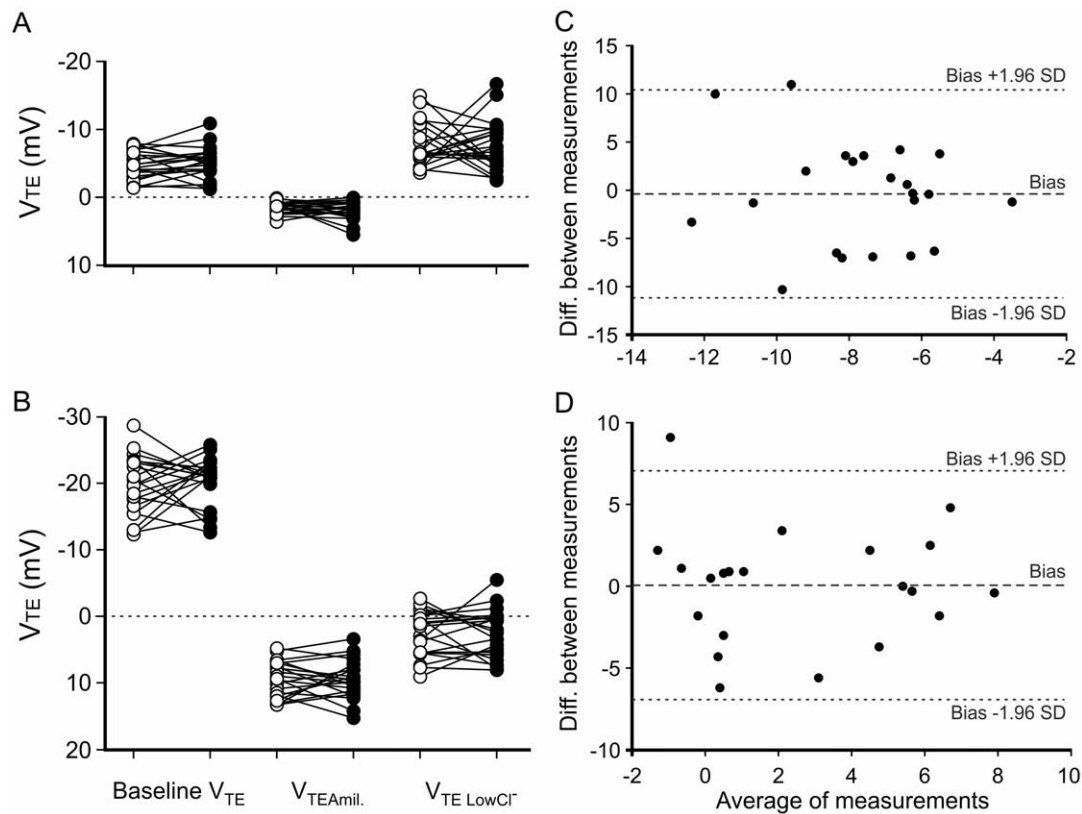 A
-20
-10
0
10
VTE (mV)
C
15
10
5
0
-5
-10
-15
Diff. between measurements
Bias +1.96 SD
Bias
Bias -1.96 SD
-14 -12 -10 -8 -6 -4 -2
B
-30
-20
-10
0
10
20
VTE (mV)
Baseline VTE VTEAmil. VTE LowCl⁻
D
10
5
0
-5
-10
Diff. between measurements
Bias +1.96 SD
Bias
Bias -1.96 SD
-2 0 2 4 6 8 10
Average of measurements